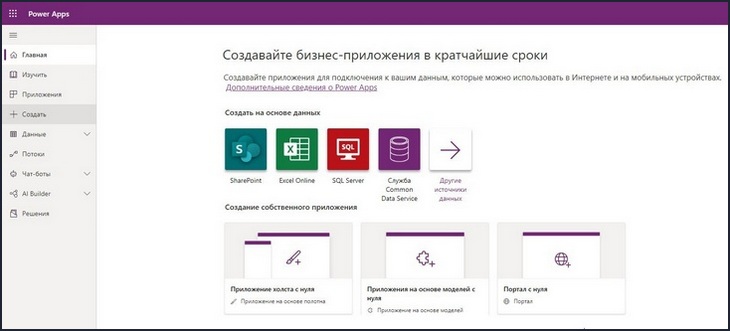 Power Apps
Главная
Изучить
Приложения
Создать
Данные
Потоки
Чат-боты
AI Builder
Решения
Создавайте бизнес-приложения в кратчайшие сроки
Создавайте приложения для подключения к вашим данным, которые можно использовать в Интернете и на мобильных устройствах.
Дополнительные сведения о Power Apps
Создать на основе данных
S
X
SQL
SharePoint
Excel Online
SQL Server
Служба
Common
Data Service
Другие
источники
данных
Создание собственного приложения
Приложение холста с нуля
Приложение на основе полотна
Приложения на основе моделей с
нуля
Приложение на основе моделей
Портал с нуля
Портал